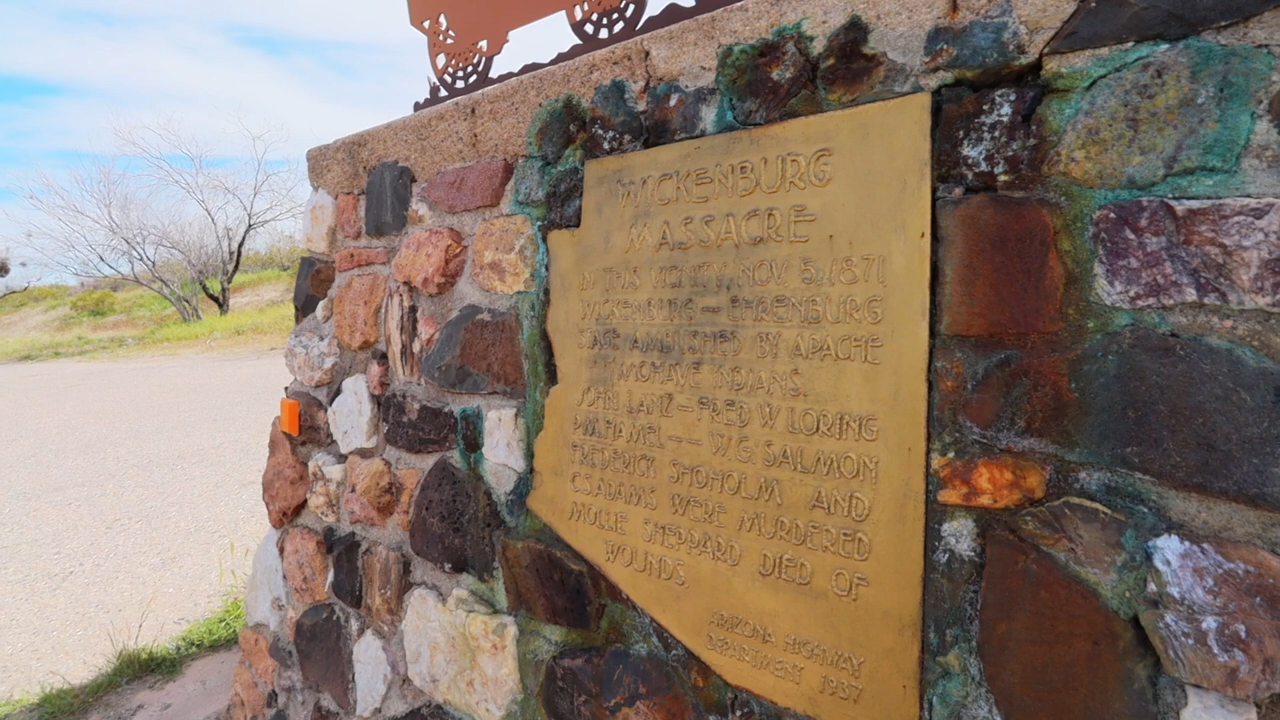 WICKENBURG
MASSACRE
IN THIS VICINITY NOV. 5, 1871
WICKENBURG — EHRENBURG
STAGE AMBUSHED BY APACHE
MOHAVE INDIANS.
JOHN LANZ — FRED W LORING
P.M. HAMEL —— W.G. SALMON
FREDERICK SHOHOLM AND
C.S. ADAMS WERE MURDERED
MOLLIE SHEPPARD DIED OF
WOUNDS.
ARIZONA HIGHWAY
DEPARTMENT 1937